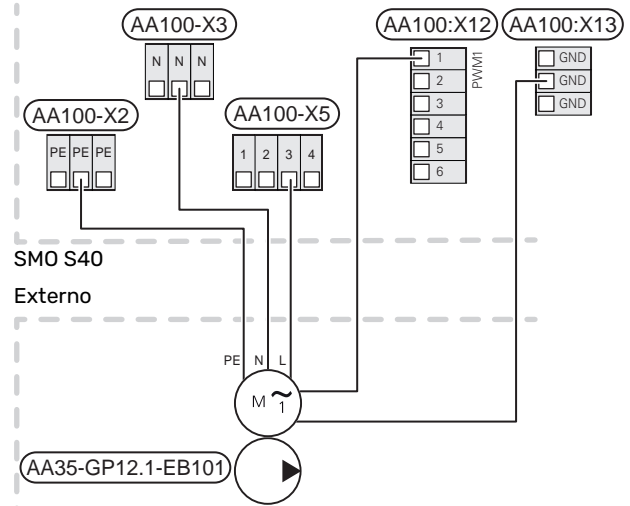 AA100-X3
AA100:X12
AA100:X13
N N N
1
2
3
4
5
6
PWM1
GND
GND
GND
AA100-X2
PE PE PE
AA100-X5
1 2 3 4
SMO S40
Externo
PE N L
M ~
1
AA35-GP12.1-EB101